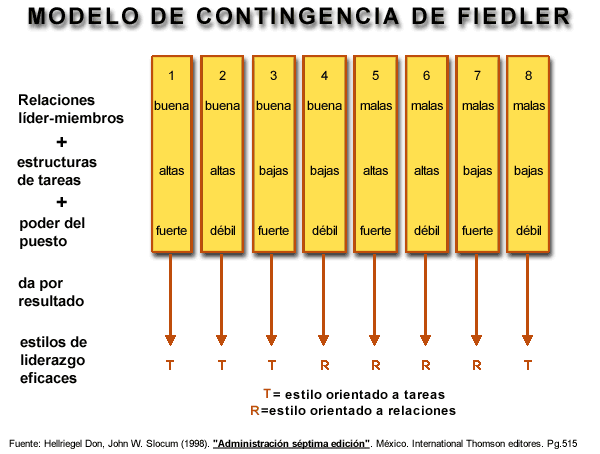 MODELO DE CONTINGENCIA DE FIEDLER
1 2 3 4 5 6 7 8
Relaciones líder-miembros buena buena buena buena malas malas malas malas
+
estructuras de tareas altas altas bajas bajas altas altas bajas bajas
+
poder del puesto fuerte débil fuerte débil fuerte débil fuerte débil
da por resultado
estilos de liderazgo eficaces T T T R R R R T
T= estilo orientado a tareas
R=estilo orientado a relaciones
Fuente: Hellriegel Don, John W. Slocum (1998). "Administración séptima edición". México. International Thomson editores. Pg.515